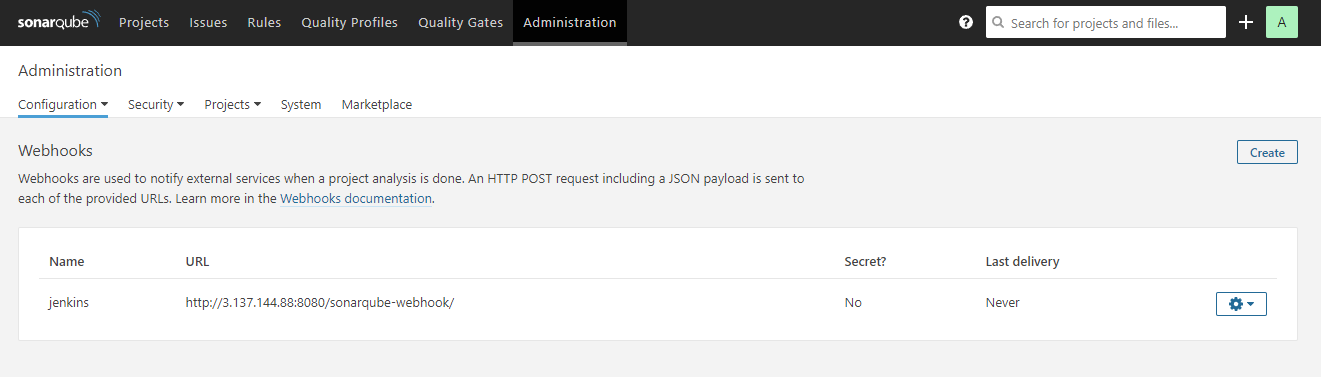 sonarqube Projects Issues Rules Quality Profiles Quality Gates Administration ? Search for projects and files... A
Administration
Configuration Security Projects System Marketplace
Webhooks Create
Webhooks are used to notify external services when a project analysis is done. An HTTP POST request including a JSON payload is sent to
each of the provided URLs. Learn more in the Webhooks documentation.
Name URL Secret? Last delivery
jenkins http://3.137.144.88:8080/sonarqube-webhook/ No Never